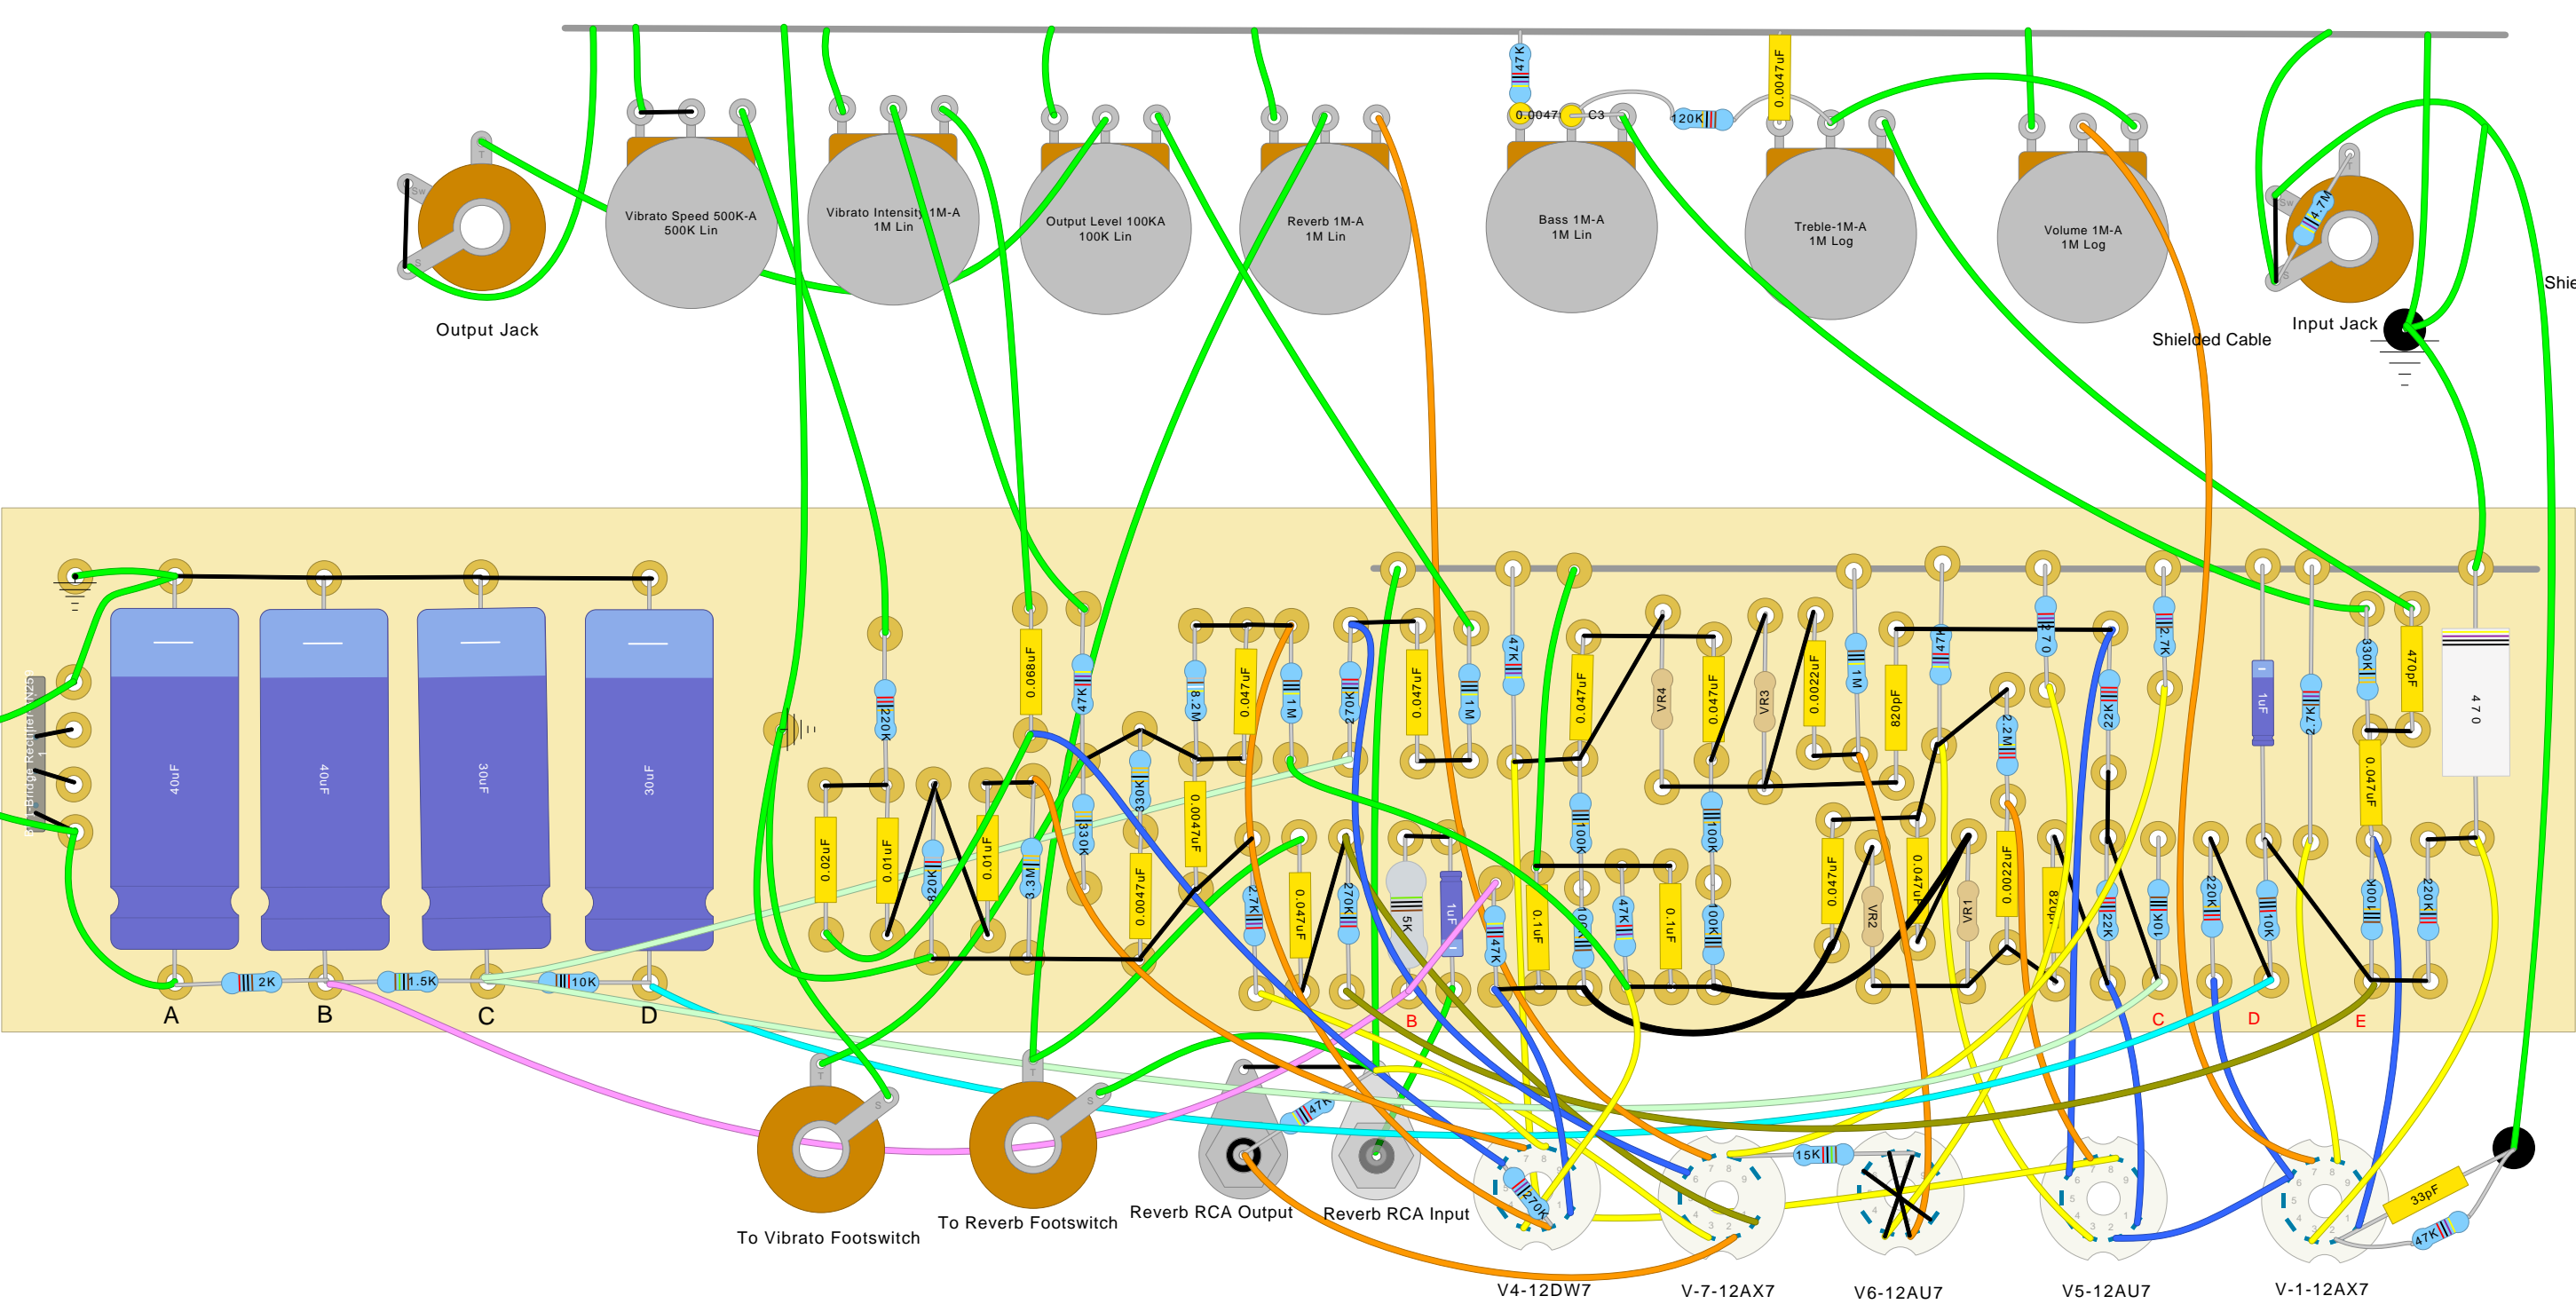 47K
0.0047uF
0.0047
C3
120K
T
Sw
S
T
Sw
4.7M
S
Vibrato Speed 500K-A
500K Lin
Vibrato Intensity 1M-A
1M Lin
Output Level 100KA
100K Lin
Reverb 1M-A
1M Lin
Bass 1M-A
1M Lin
Treble-1M-A
1M Log
Volume 1M-A
1M Log
Output Jack
Input Jack
Shielded Cable
Shie
40uF
40uF
30uF
30uF
220K
0.068uF
47K
8.2M
0.047uF
1M
270K
0.047uF
1M
47K
0.047uF
VR4
0.047uF
VR3
0.0022uF
1M
820pF
47K
2.2M
2.70
22K
2.7K
1uF
2.7K
330K
470pF
470
0.02uF
0.01uF
820K
0.01uF
3.3M
330K
330K
0.0047uF
0.0047uF
2.7K
0.047uF
270K
5K
1uF
47K
0.1uF
100K
100K
47K
0.1uF
100K
100K
0.047uF
VR2
0.047uF
VR1
0.0022uF
22K
10K
220K
10K
0.047uF
100K
220K
2K
1.5K
10K
A
B
C
D
B
C
D
E
T
S
T
S
47K
270K
15K
33pF
47K
To Vibrato Footswitch
To Reverb Footswitch
Reverb RCA Output
Reverb RCA Input
V4-12DW7
V-7-12AX7
V6-12AU7
V5-12AU7
V-1-12AX7